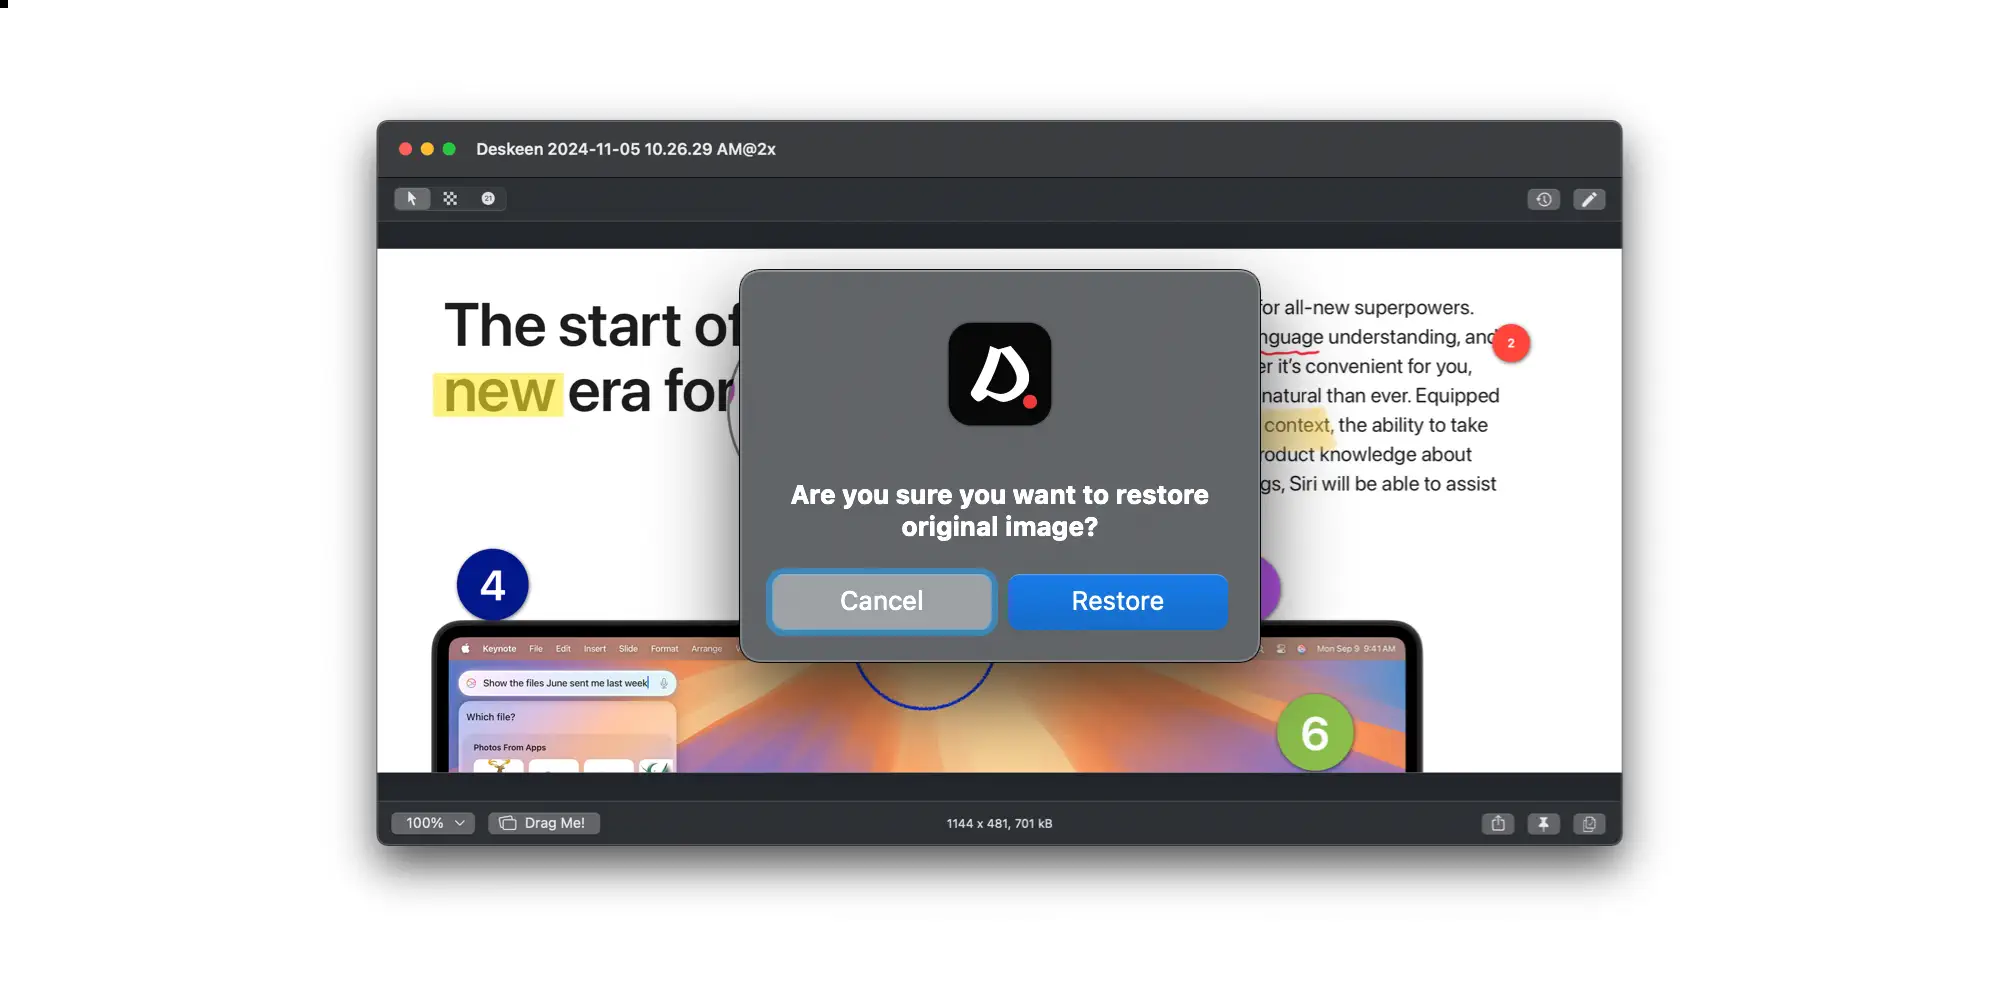 Deskeen 2024-11-05 10.26.29 AM@2x
21
The start of
new era for
for all-new superpowers.
nguage understanding, and
er it's convenient for you,
natural than ever. Equipped
context, the ability to take
roduct knowledge about
gs, Siri will be able to assist
2
Are you sure you want to restore
original image?
Cancel
Restore
4
Keynote File Edit Insert Slide Format Arrange
Mon Sep 9 9:41 AM
Show the files June sent me last week
Which file?
Photos From Apps
6
100%
Drag Me!
1144 x 481, 701 kB